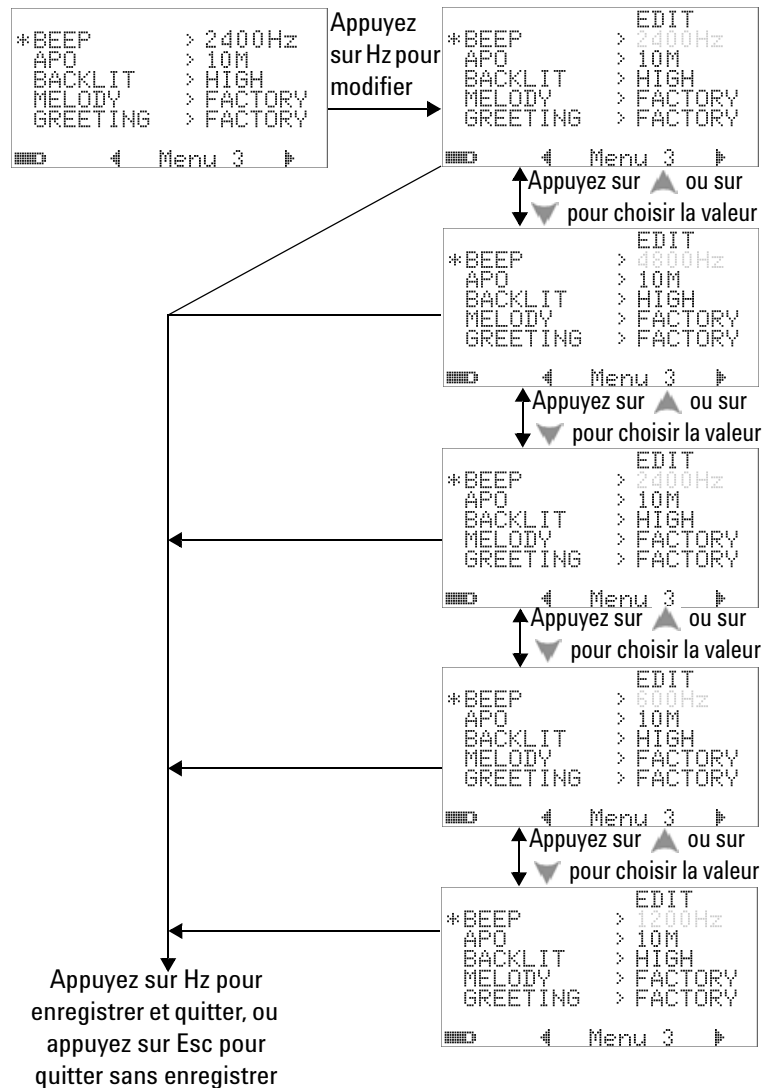 *BEEP > 2400Hz
APO > 10M
BACKLIT > HIGH
MELODY > FACTORY
GREETING > FACTORY
Menu 3
Appuyez
sur Hz pour
modifier
EDIT
*BEEP > 2400Hz
APO > 10M
BACKLIT > HIGH
MELODY > FACTORY
GREETING > FACTORY
Menu 3
Appuyez sur ▲ ou sur
▼ pour choisir la valeur
EDIT
*BEEP > 4800Hz
APO > 10M
BACKLIT > HIGH
MELODY > FACTORY
GREETING > FACTORY
Menu 3
Appuyez sur ▲ ou sur
▼ pour choisir la valeur
EDIT
*BEEP > 2400Hz
APO > 10M
BACKLIT > HIGH
MELODY > FACTORY
GREETING > FACTORY
Menu 3
Appuyez sur ▲ ou sur
▼ pour choisir la valeur
EDIT
*BEEP > 600Hz
APO > 10M
BACKLIT > HIGH
MELODY > FACTORY
GREETING > FACTORY
Menu 3
Appuyez sur ▲ ou sur
▼ pour choisir la valeur
EDIT
*BEEP > 1200Hz
APO > 10M
BACKLIT > HIGH
MELODY > FACTORY
GREETING > FACTORY
Menu 3
Appuyez sur Hz pour
enregistrer et quitter, ou
appuyez sur Esc pour
quitter sans enregistrer